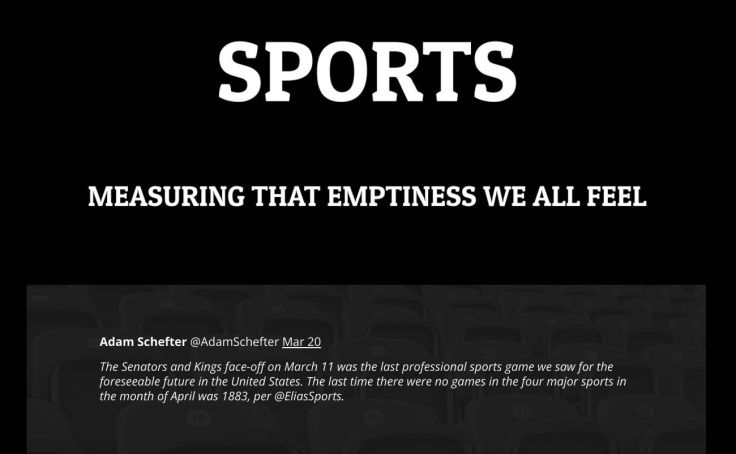 SPORTS
MEASURING THAT EMPTINESS WE ALL FEEL
Adam Schefter @AdamSchefter Mar 20
The Senators and Kings face-off on March 11 was the last professional sports game we saw for the
foreseeable future in the United States. The last time there were no games in the four major sports in
the month of April was 1883, per @EliasSports.